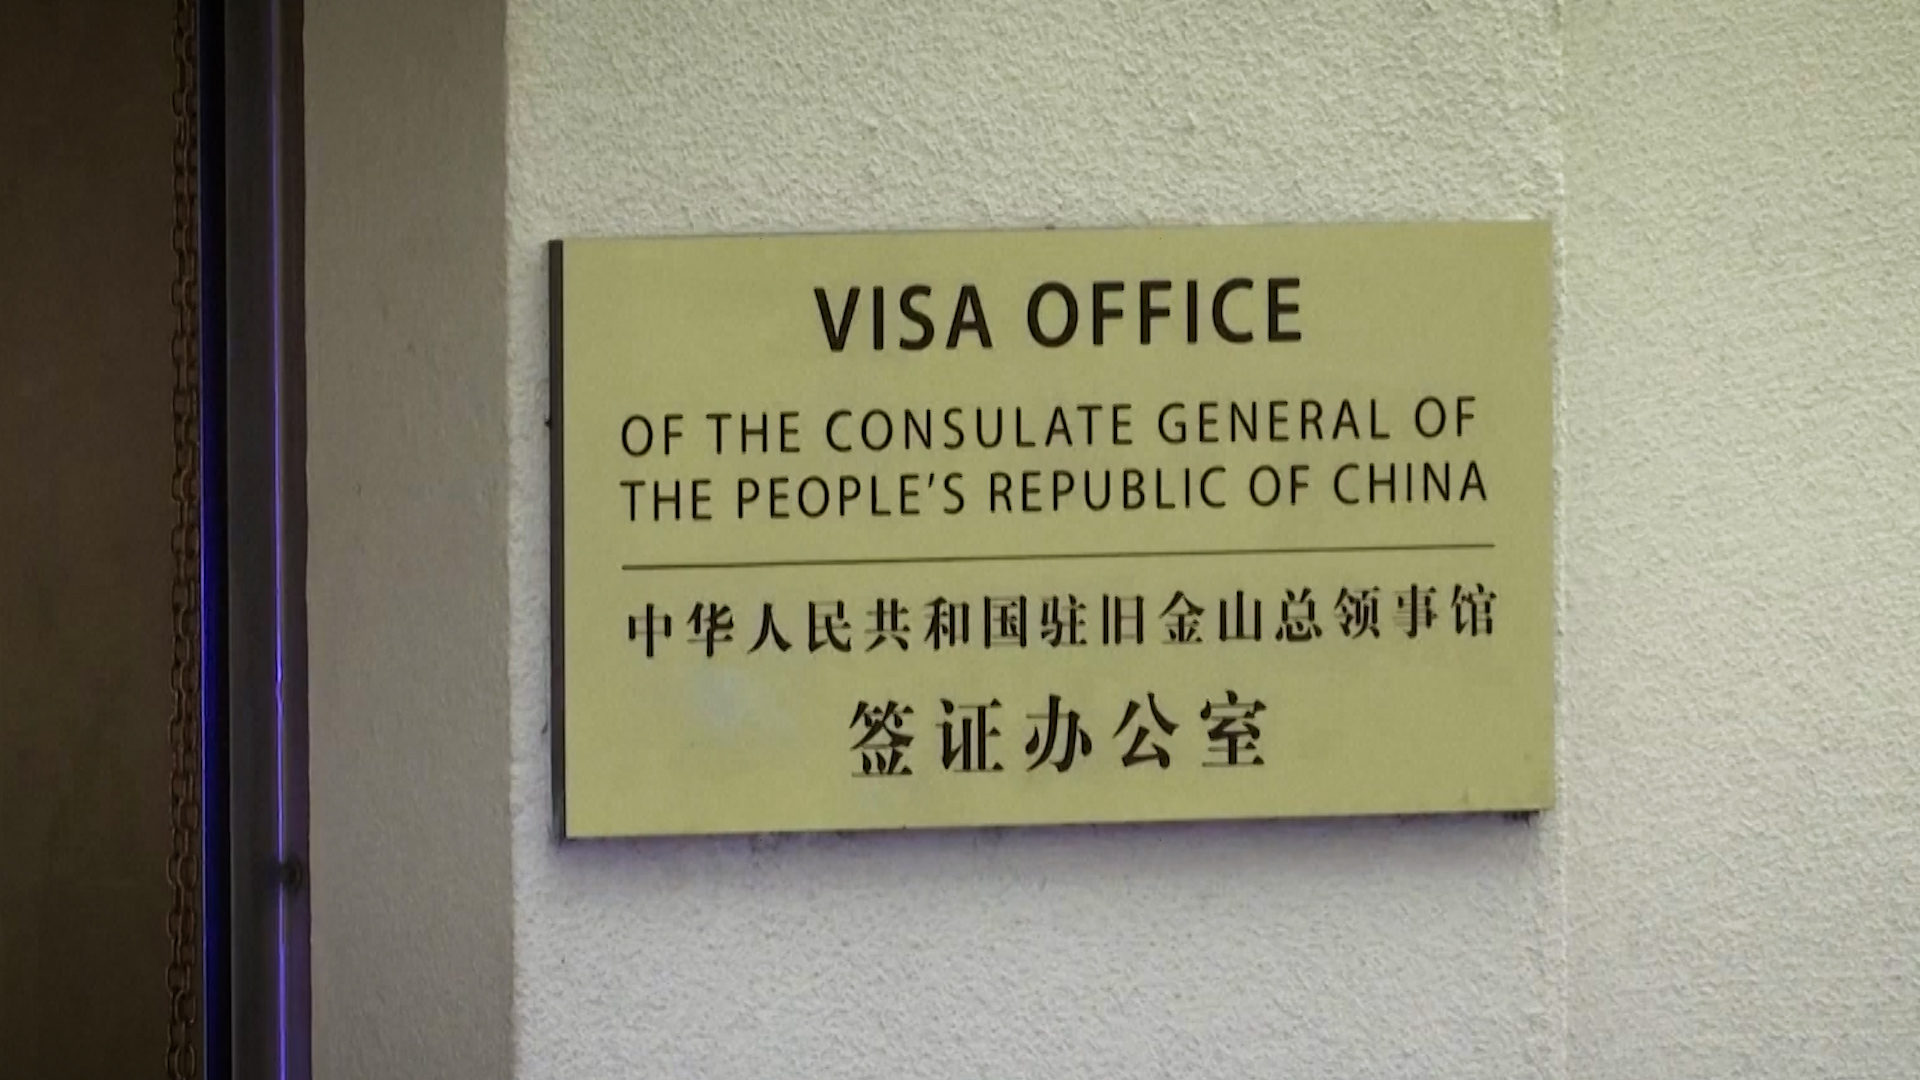 VISA OFFICE
OF THE CONSULATE GENERAL OF
THE PEOPLE'S REPUBLIC OF CHINA
中华人民共和国驻旧金山总领事馆
签证办公室